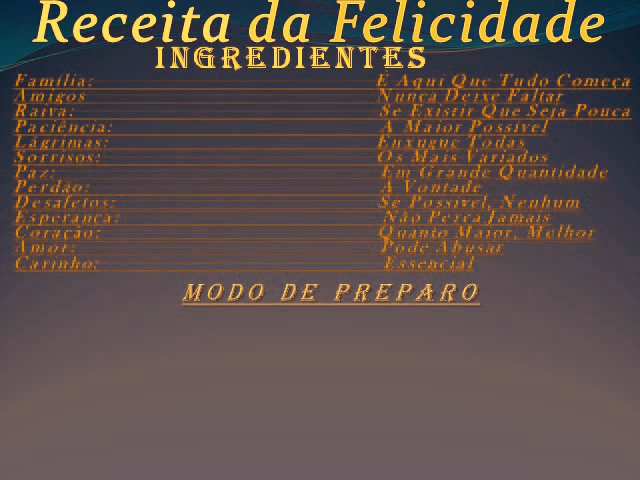 Receita da Felicidade
INGREDIENTES
Família: É Aqui Que Tudo Começa
Amigos Nunca Deixe Faltar
Raiva: Se Existir Que Seja Pouca
Paciência: A Maior Possível
Lágrimas: Enxugue Todas
Sorrisos: Os Mais Variados
Paz: Em Grande Quantidade
Perdão: À Vontade
Desafetos: Se Possível, Nenhum
Esperança: Não Perca Jamais
Coração: Quanto Maior, Melhor
Amor: Pode Abusar
Carinho: Essencial
MODO DE PREPARO